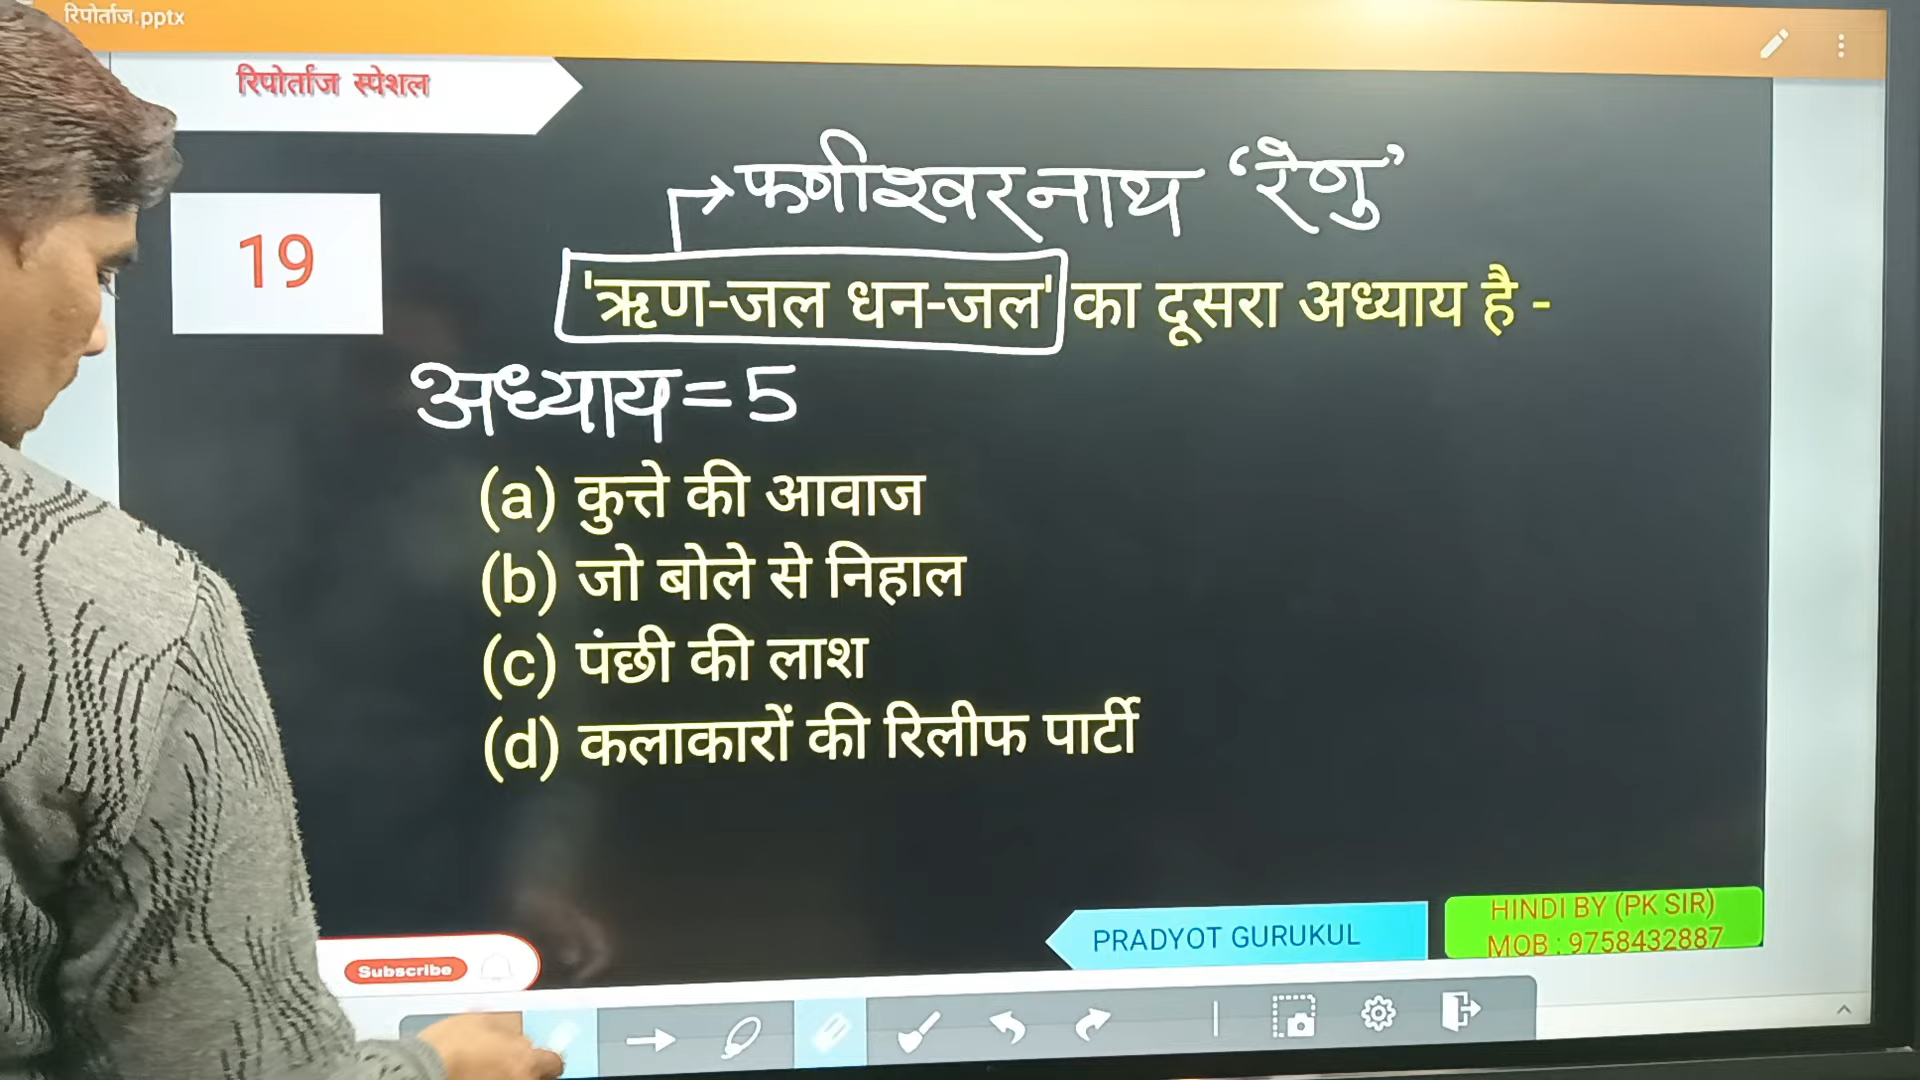 रिपोर्ताज.pptx
रिपोर्ताज स्पेशल
फणीश्वरनाथ 'रेणु'
19
'ऋण-जल धन-जल' का दूसरा अध्याय है -
अध्याय = 5
(a) कुत्ते की आवाज
(b) जो बोले से निहाल
(c) पंछी की लाश
(d) कलाकारों की रिलीफ पार्टी
PRADYOT GURUKUL
HINDI BY (PK SIR)
MOB : 9758432887
Subscribe